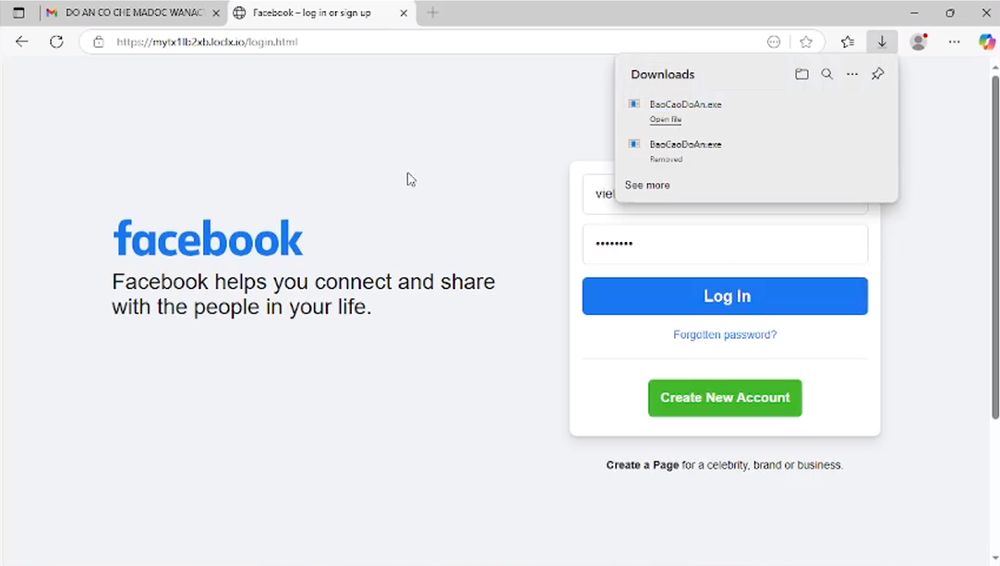 DO AN CO CHE MADOC WANAC
Facebook – log in or sign up
https://mytx1lb2xb.loclx.io/login.html
Downloads
BaoCaoDoAn.exe
Open file
BaoCaoDoAn.exe
Removed
See more
viet
••••••••
facebook
Facebook helps you connect and share
with the people in your life.
Log In
Forgotten password?
Create New Account
Create a Page for a celebrity, brand or business.